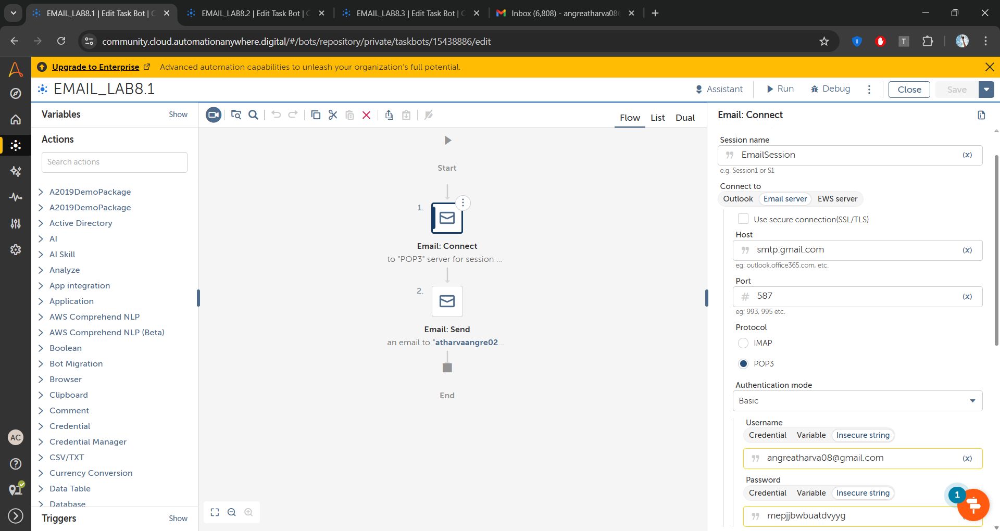 EMAIL_LAB8.1 | Edit Task Bot | C
EMAIL_LAB8.2 | Edit Task Bot | C
EMAIL_LAB8.3 | Edit Task Bot | C
Inbox (6,808) - angreatharva08
community.cloud.automationanywhere.digital/#/bots/repository/private/taskbots/15438886/edit
T
Upgrade to Enterprise
Advanced automation capabilities to unleash your organization's full potential.
EMAIL_LAB8.1
Assistant
Run
Debug
Close
Save
Variables
Show
Actions
Search actions
A2019DemoPackage
A2019DemoPackage
Active Directory
AI
AI Skill
Analyze
App integration
Application
AWS Comprehend NLP
AWS Comprehend NLP (Beta)
Boolean
Bot Migration
Browser
Clipboard
Comment
Credential
Credential Manager
CSV/TXT
Currency Conversion
Data Table
Database
Triggers
Show
AC
Flow
List
Dual
Start
1.
Email: Connect
to "POP3" server for session ...
2.
Email: Send
an email to "atharvaangre02...
End
Email: Connect
Session name
EmailSession
(x)
e.g. Session1 or S1
Connect to
Outlook
Email server
EWS server
Use secure connection(SSL/TLS)
Host
smtp.gmail.com
(x)
eg: outlook.office365.com, etc.
Port
# 587
(x)
eg: 993, 995 etc.
Protocol
IMAP
POP3
Authentication mode
Basic
Username
Credential
Variable
Insecure string
angreatharva08@gmail.com
(x)
Password
Credential
Variable
Insecure string
mepjjbwbuatdvyyg
1